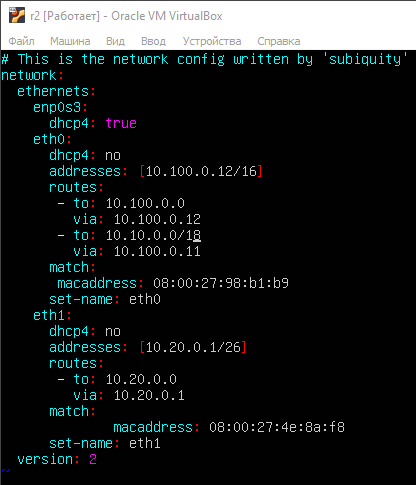 r2 [Работает] - Oracle VM VirtualBox
Файл Машина Вид Ввод Устройства Справка
# This is the network config written by 'subiquity'
network:
  ethernets:
    enp0s3:
      dhcp4: true
    eth0:
      dhcp4: no
      addresses: [10.100.0.12/16]
      routes:
       - to: 10.100.0.0
         via: 10.100.0.12
       - to: 10.10.0.0/18
         via: 10.100.0.11
      match:
       macaddress: 08:00:27:98:b1:b9
      set-name: eth0
    eth1:
      dhcp4: no
      addresses: [10.20.0.1/26]
      routes:
       - to: 10.20.0.0
         via: 10.20.0.1
      match:
              macaddress: 08:00:27:4e:8a:f8
      set-name: eth1
  version: 2
~